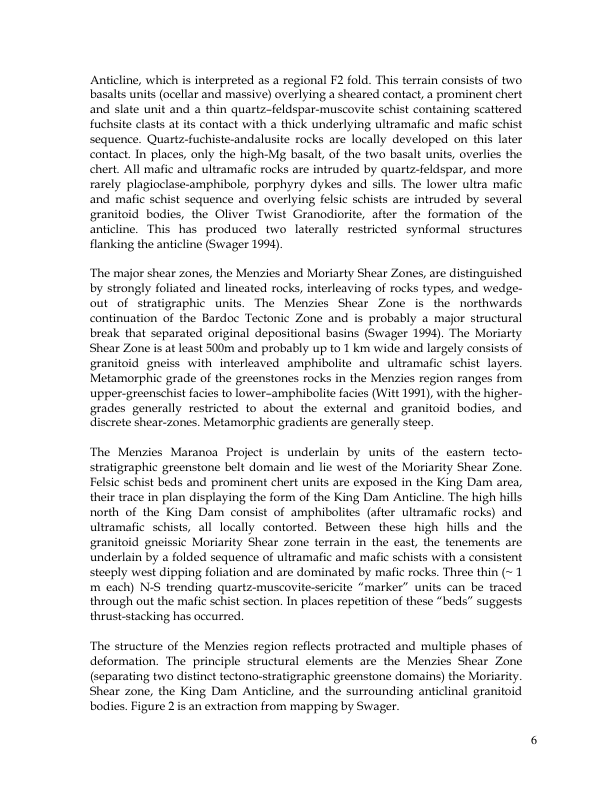 Anticline, which is interpreted as a regional F2 fold. This terrain consists of two
basalts units (ocellar and massive) overlying a sheared contact, a prominent chert
and slate unit and a thin quartz–feldspar-muscovite schist containing scattered
fuchsite clasts at its contact with a thick underlying ultramafic and mafic schist
sequence. Quartz-fuchiste-andalusite rocks are locally developed on this later
contact. In places, only the high-Mg basalt, of the two basalt units, overlies the
chert. All mafic and ultramafic rocks are intruded by quartz-feldspar, and more
rarely plagioclase-amphibole, porphyry dykes and sills. The lower ultra mafic
and mafic schist sequence and overlying felsic schists are intruded by several
granitoid bodies, the Oliver Twist Granodiorite, after the formation of the
anticline. This has produced two laterally restricted synformal structures
flanking the anticline (Swager 1994).
The major shear zones, the Menzies and Moriarty Shear Zones, are distinguished
by strongly foliated and lineated rocks, interleaving of rocks types, and wedge-
out of stratigraphic units. The Menzies Shear Zone is the northwards
continuation of the Bardoc Tectonic Zone and is probably a major structural
break that separated original depositional basins (Swager 1994). The Moriarty
Shear Zone is at least 500m and probably up to 1 km wide and largely consists of
granitoid gneiss with interleaved amphibolite and ultramafic schist layers.
Metamorphic grade of the greenstones rocks in the Menzies region ranges from
upper-greenschist facies to lower–amphibolite facies (Witt 1991), with the higher-
grades generally restricted to about the external and granitoid bodies, and
discrete shear-zones. Metamorphic gradients are generally steep.
The Menzies Maranoa Project is underlain by units of the eastern tecto-
stratigraphic greenstone belt domain and lie west of the Moriarity Shear Zone.
Felsic schist beds and prominent chert units are exposed in the King Dam area,
their trace in plan displaying the form of the King Dam Anticline. The high hills
north of the King Dam consist of amphibolites (after ultramafic rocks) and
ultramafic schists, all locally contorted. Between these high hills and the
granitoid gneissic Moriarity Shear zone terrain in the east, the tenements are
underlain by a folded sequence of ultramafic and mafic schists with a consistent
steeply west dipping foliation and are dominated by mafic rocks. Three thin (~ 1
m each) N-S trending quartz-muscovite-sericite “marker” units can be traced
through out the mafic schist section. In places repetition of these “beds” suggests
thrust-stacking has occurred.
The structure of the Menzies region reflects protracted and multiple phases of
deformation. The principle structural elements are the Menzies Shear Zone
(separating two distinct tectono-stratigraphic greenstone domains) the Moriarity.
Shear zone, the King Dam Anticline, and the surrounding anticlinal granitoid
bodies. Figure 2 is an extraction from mapping by Swager.
6